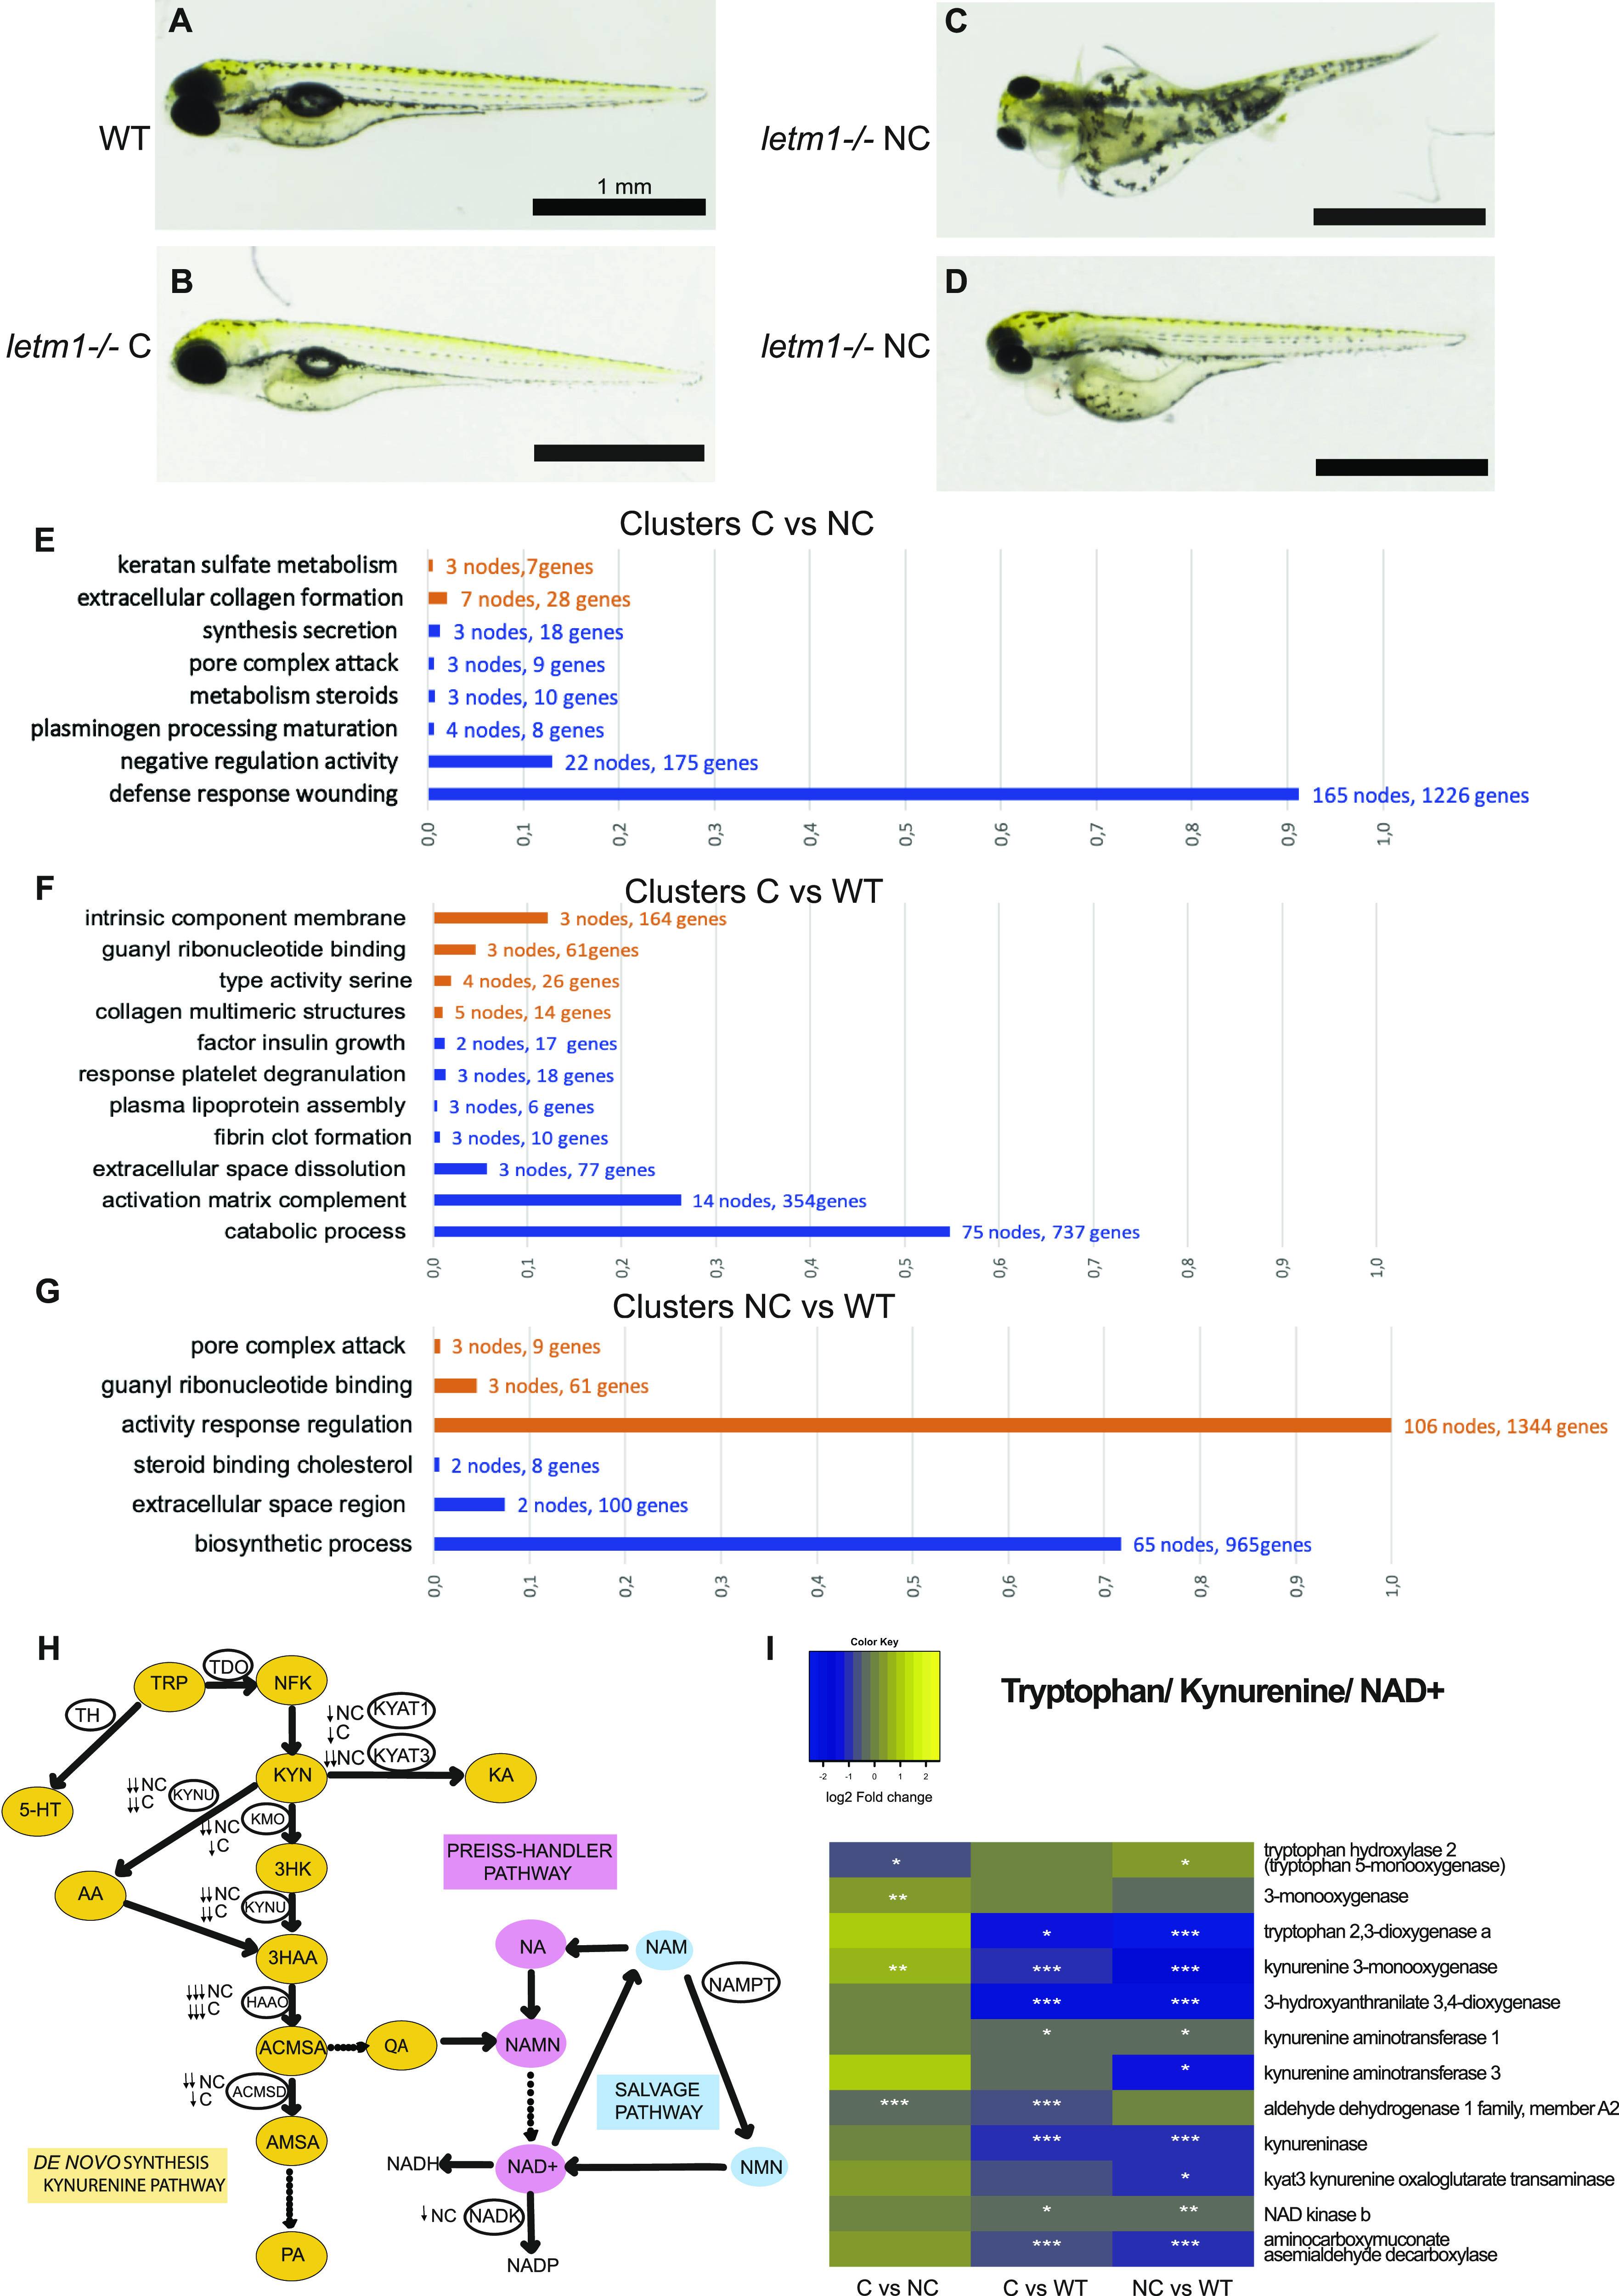 A
WT
1 mm
B
letm1-/- C
C
letm1-/- NC
D
letm1-/- NC
E
Clusters C vs NC
keratan sulfate metabolism
3 nodes,7genes
extracellular collagen formation
7 nodes, 28 genes
synthesis secretion
3 nodes, 18 genes
pore complex attack
3 nodes, 9 genes
metabolism steroids
3 nodes, 10 genes
plasminogen processing maturation
4 nodes, 8 genes
negative regulation activity
22 nodes, 175 genes
defense response wounding
165 nodes, 1226 genes
0,0 0,1 0,2 0,3 0,4 0,5 0,6 0,7 0,8 0,9 1,0
F
Clusters C vs WT
intrinsic component membrane
3 nodes, 164 genes
guanyl ribonucleotide binding
3 nodes, 61genes
type activity serine
4 nodes, 26 genes
collagen multimeric structures
5 nodes, 14 genes
factor insulin growth
2 nodes, 17 genes
response platelet degranulation
3 nodes, 18 genes
plasma lipoprotein assembly
3 nodes, 6 genes
fibrin clot formation
3 nodes, 10 genes
extracellular space dissolution
3 nodes, 77 genes
activation matrix complement
14 nodes, 354genes
catabolic process
75 nodes, 737 genes
0,0 0,1 0,2 0,3 0,4 0,5 0,6 0,7 0,8 0,9 1,0
G
Clusters NC vs WT
pore complex attack
3 nodes, 9 genes
guanyl ribonucleotide binding
3 nodes, 61 genes
activity response regulation
106 nodes, 1344 genes
steroid binding cholesterol
2 nodes, 8 genes
extracellular space region
2 nodes, 100 genes
biosynthetic process
65 nodes, 965genes
0,0 0,1 0,2 0,3 0,4 0,5 0,6 0,7 0,8 0,9 1,0
H
TRP
TDO
NFK
TH
↓NC
↓C
KYAT1
↓↓NC
KYAT3
5-HT
KYN
KA
↓↓NC
↓↓C
KYNU
↓↓NC
↓C
KMO
AA
3HK
↓↓NC
↓↓C
KYNU
3HAA
↓↓↓NC
↓↓↓C
HAAO
ACMSA
QA
↓↓NC
↓C
ACMSD
AMSA
PA
DE NOVO SYNTHESIS
KYNURENINE PATHWAY
PREISS-HANDLER
PATHWAY
NA
NAM
NAMPT
NAMN
SALVAGE
PATHWAY
NADH
NAD+
NMN
↓NC
NADK
NADP
I
Color Key
-2 -1 0 1 2
log2 Fold change
Tryptophan/ Kynurenine/ NAD+
* * tryptophan hydroxylase 2
(tryptophan 5-monooxygenase)
** 3-monooxygenase
* *** tryptophan 2,3-dioxygenase a
** *** *** kynurenine 3-monooxygenase
*** *** 3-hydroxyanthranilate 3,4-dioxygenase
* * kynurenine aminotransferase 1
* kynurenine aminotransferase 3
*** *** aldehyde dehydrogenase 1 family, member A2
*** *** kynureninase
* kyat3 kynurenine oxaloglutarate transaminase
* ** NAD kinase b
*** *** aminocarboxymuconate
asemialdehyde decarboxylase
C vs NC
C vs WT
NC vs WT